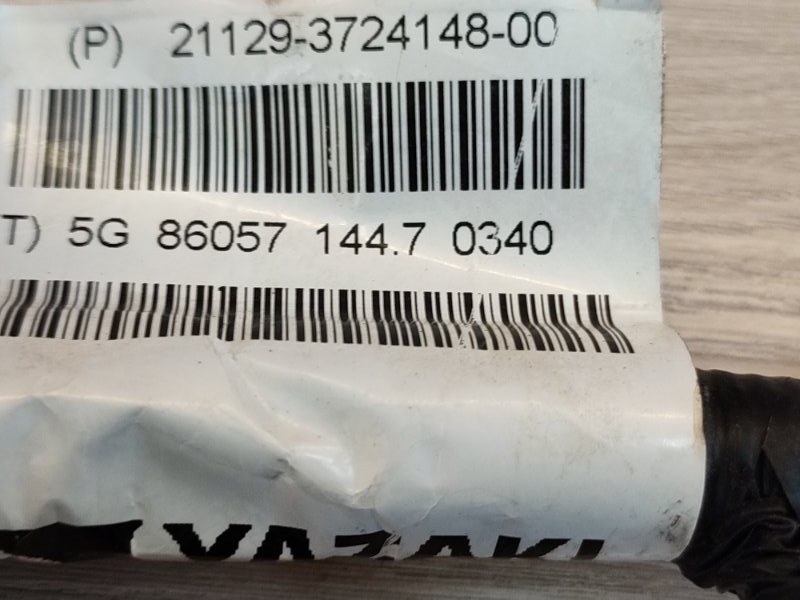 (P) 21129-3724148-00
T) 5G 86057 144.7 0340
YAZAKI